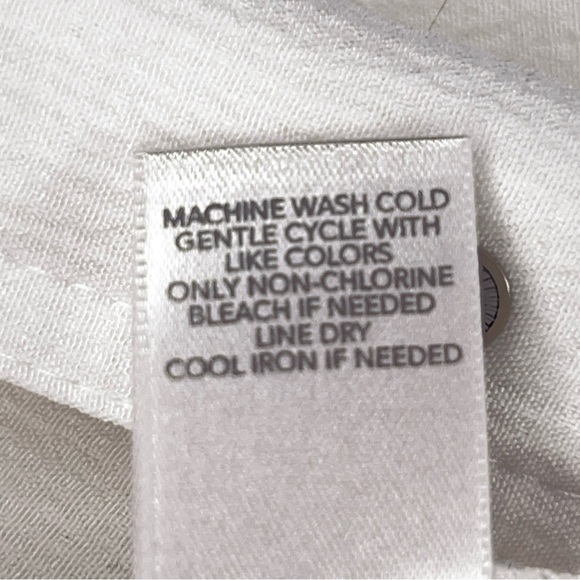 MACHINE WASH COLD
GENTLE CYCLE WITH
LIKE COLORS
ONLY NON-CHLORINE
BLEACH IF NEEDED
LINE DRY
COOL IRON IF NEEDED